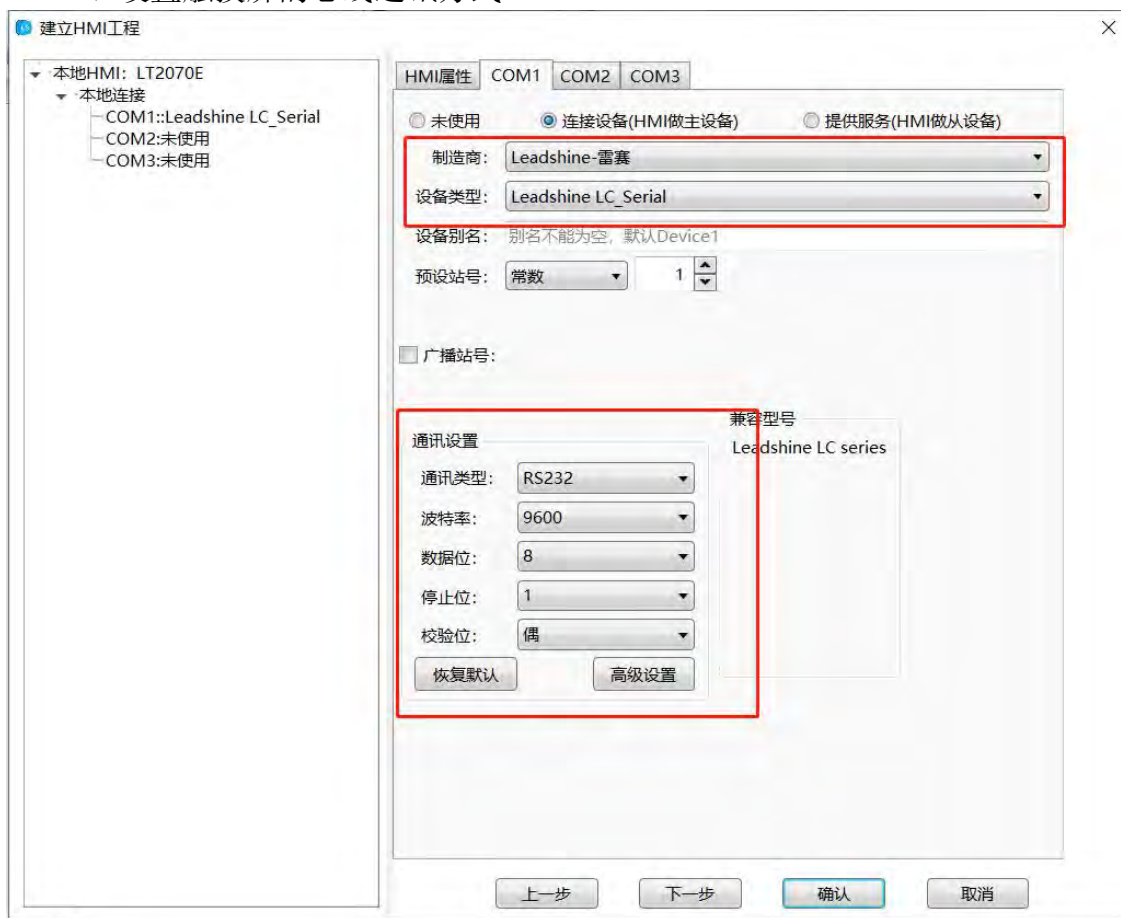 建立HMI工程
本地HMI: LT2070E
本地连接
COM1::Leadshine LC_Serial
COM2:未使用
COM3:未使用
HMI属性 COM1 COM2 COM3
未使用 连接设备(HMI做主设备) 提供服务(HMI做从设备)
制造商: Leadshine-雷赛
设备类型: Leadshine LC_Serial
设备别名: 别名不能为空, 默认Device1
预设站号: 常数 1
广播站号:
兼容型号
通讯设置
Leadshine LC series
通讯类型: RS232
波特率: 9600
数据位: 8
停止位: 1
校验位: 偶
恢复默认 高级设置
上一步 下一步 确认 取消